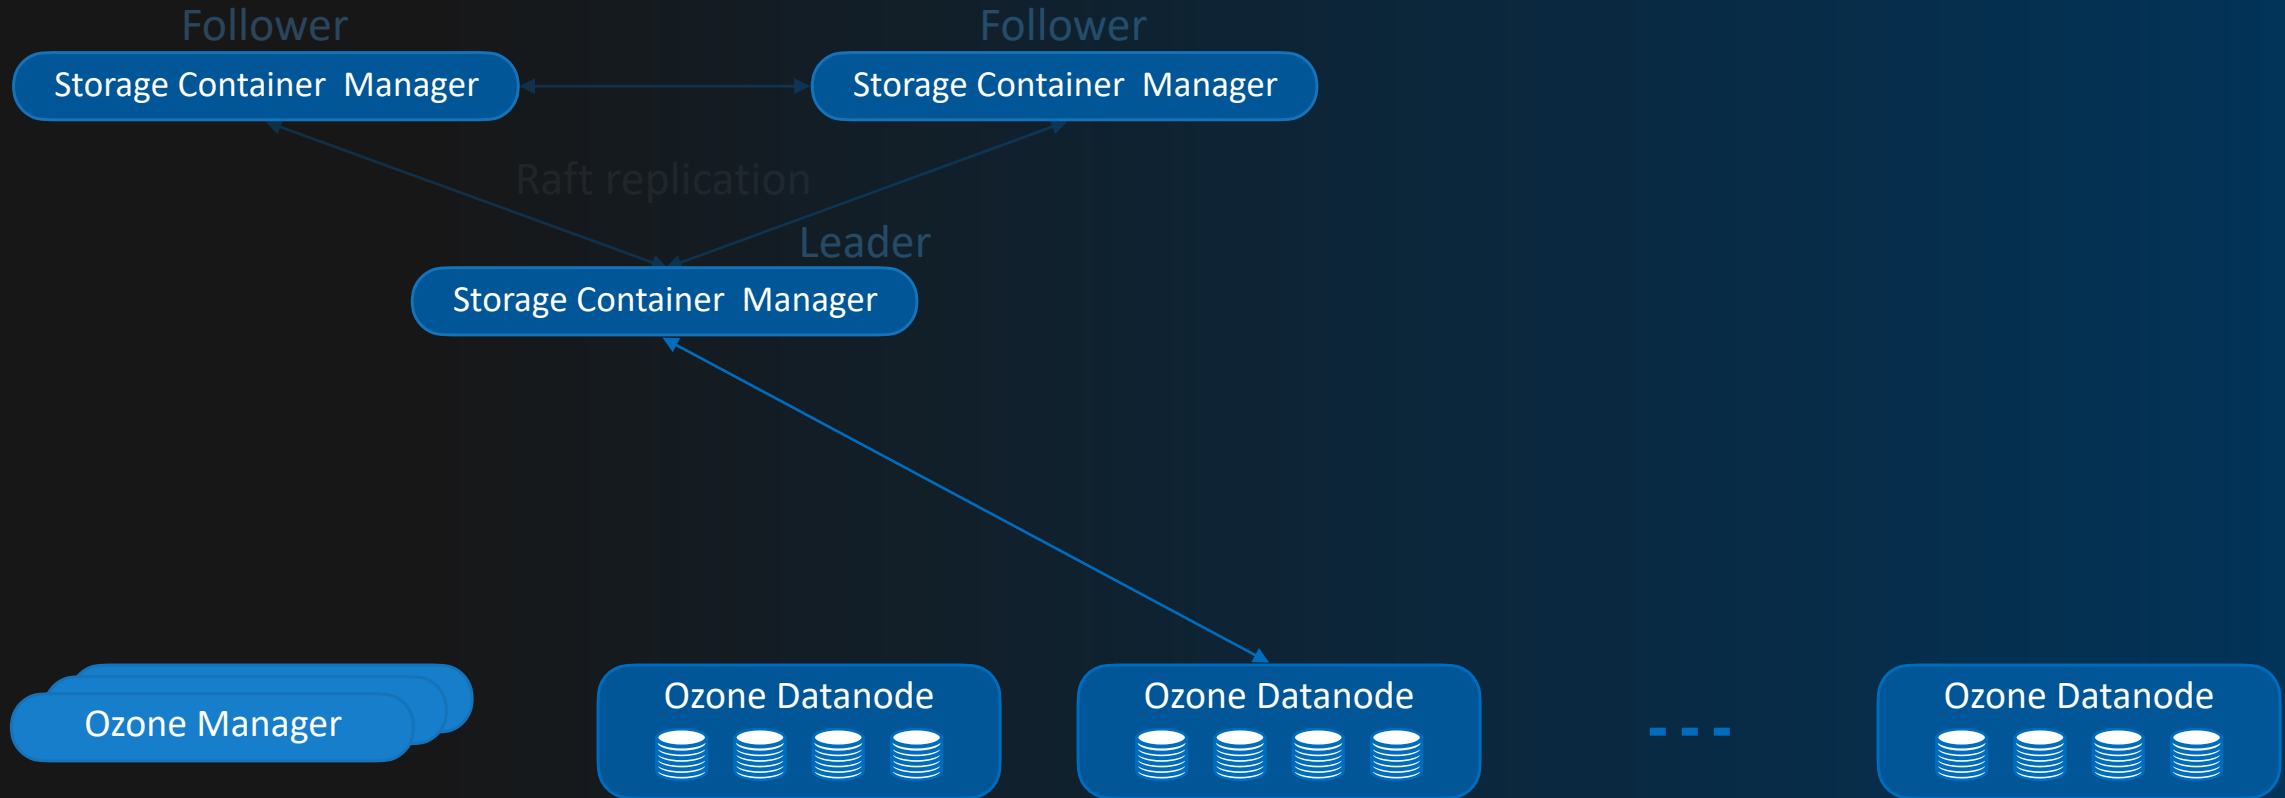 Follower
Follower
Storage Container  Manager
Storage Container  Manager
Raft replication
Leader
Storage Container  Manager
Ozone Manager
Ozone Datanode
Ozone Datanode
Ozone Datanode